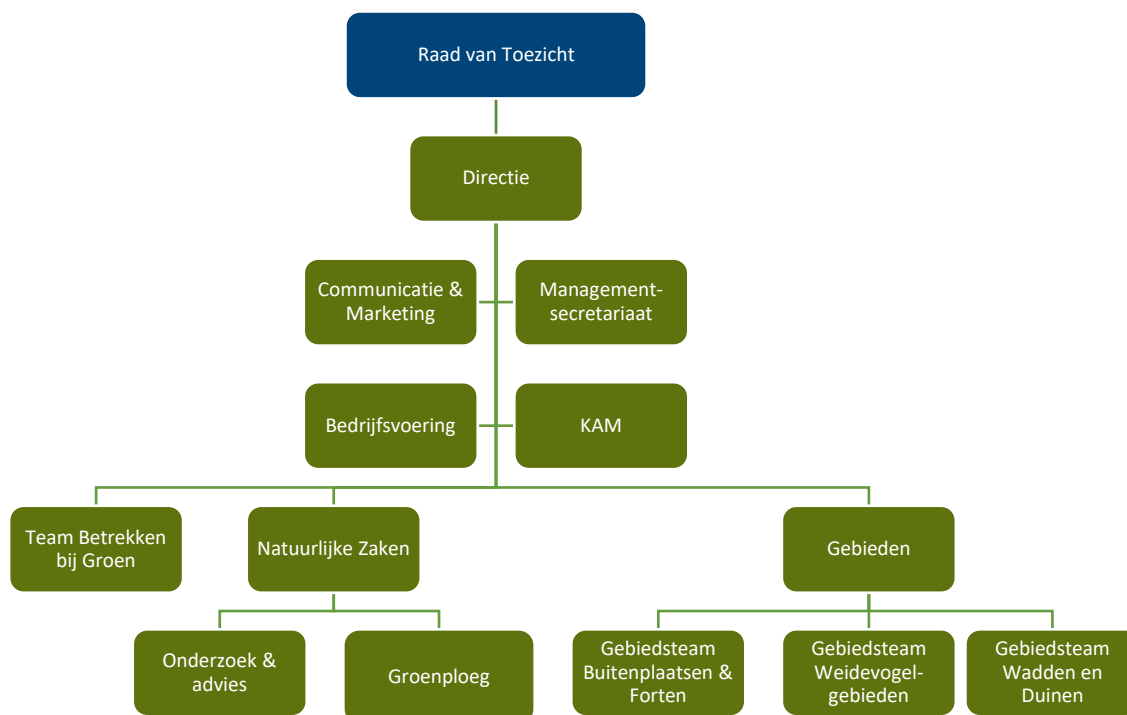 Raad van Toezicht
Directie
Communicatie &
Marketing
Management-
secretariaat
Bedrijfsvoering
KAM
Team Betrekken
bij Groen
Natuurlijke Zaken
Gebieden
Onderzoek &
advies
Groenploeg
Gebiedsteam
Buitenplaatsen &
Forten
Gebiedsteam
Weidevogel-
gebieden
Gebiedsteam
Wadden en
Duinen